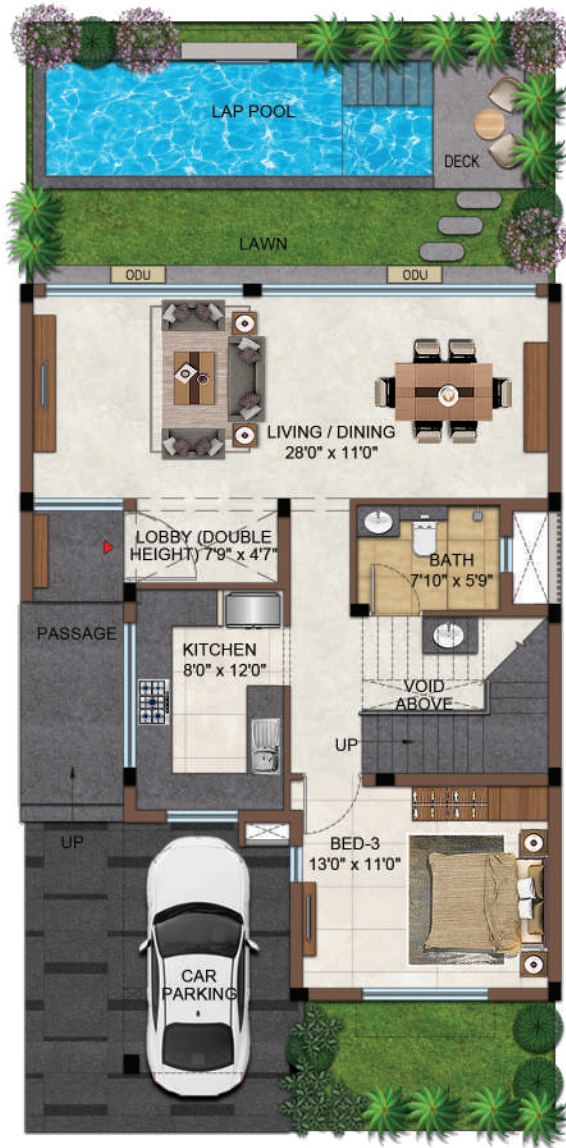 LAP POOL
DECK
LAWN
ODU
ODU
LIVING / DINING
28'0" x 11'0"
LOBBY (DOUBLE
HEIGHT) 7'9" x 4'7"
BATH
7'10" x 5'9"
PASSAGE
KITCHEN
8'0" x 12'0"
VOID
ABOVE
UP
UP
BED-3
13'0" x 11'0"
CAR
PARKING